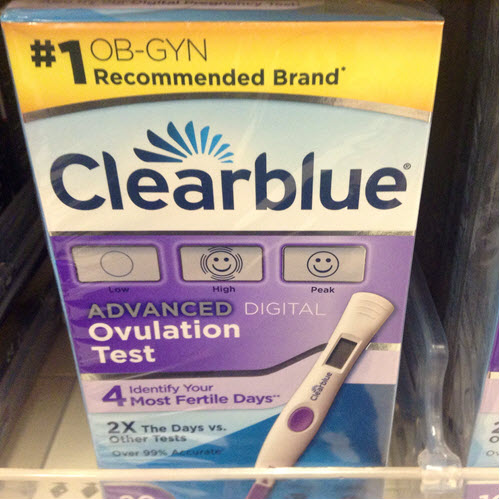 #1 OB-GYN
Recommended Brand*
Clearblue®
Low
High
Peak
ADVANCED DIGITAL
Ovulation
Test
4 Identify Your
Most Fertile Days**
2X The Days vs.
Other Tests
Over 99% Accurate
Clearblue